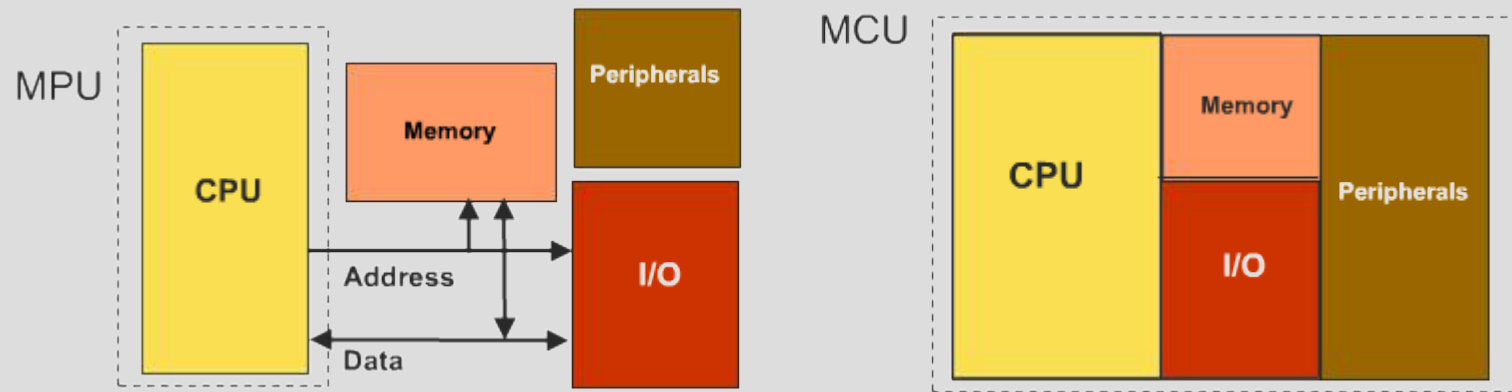 MPU
CPU
Memory
Peripherals
I/O
Address
Data
MCU
CPU
Memory
I/O
Peripherals